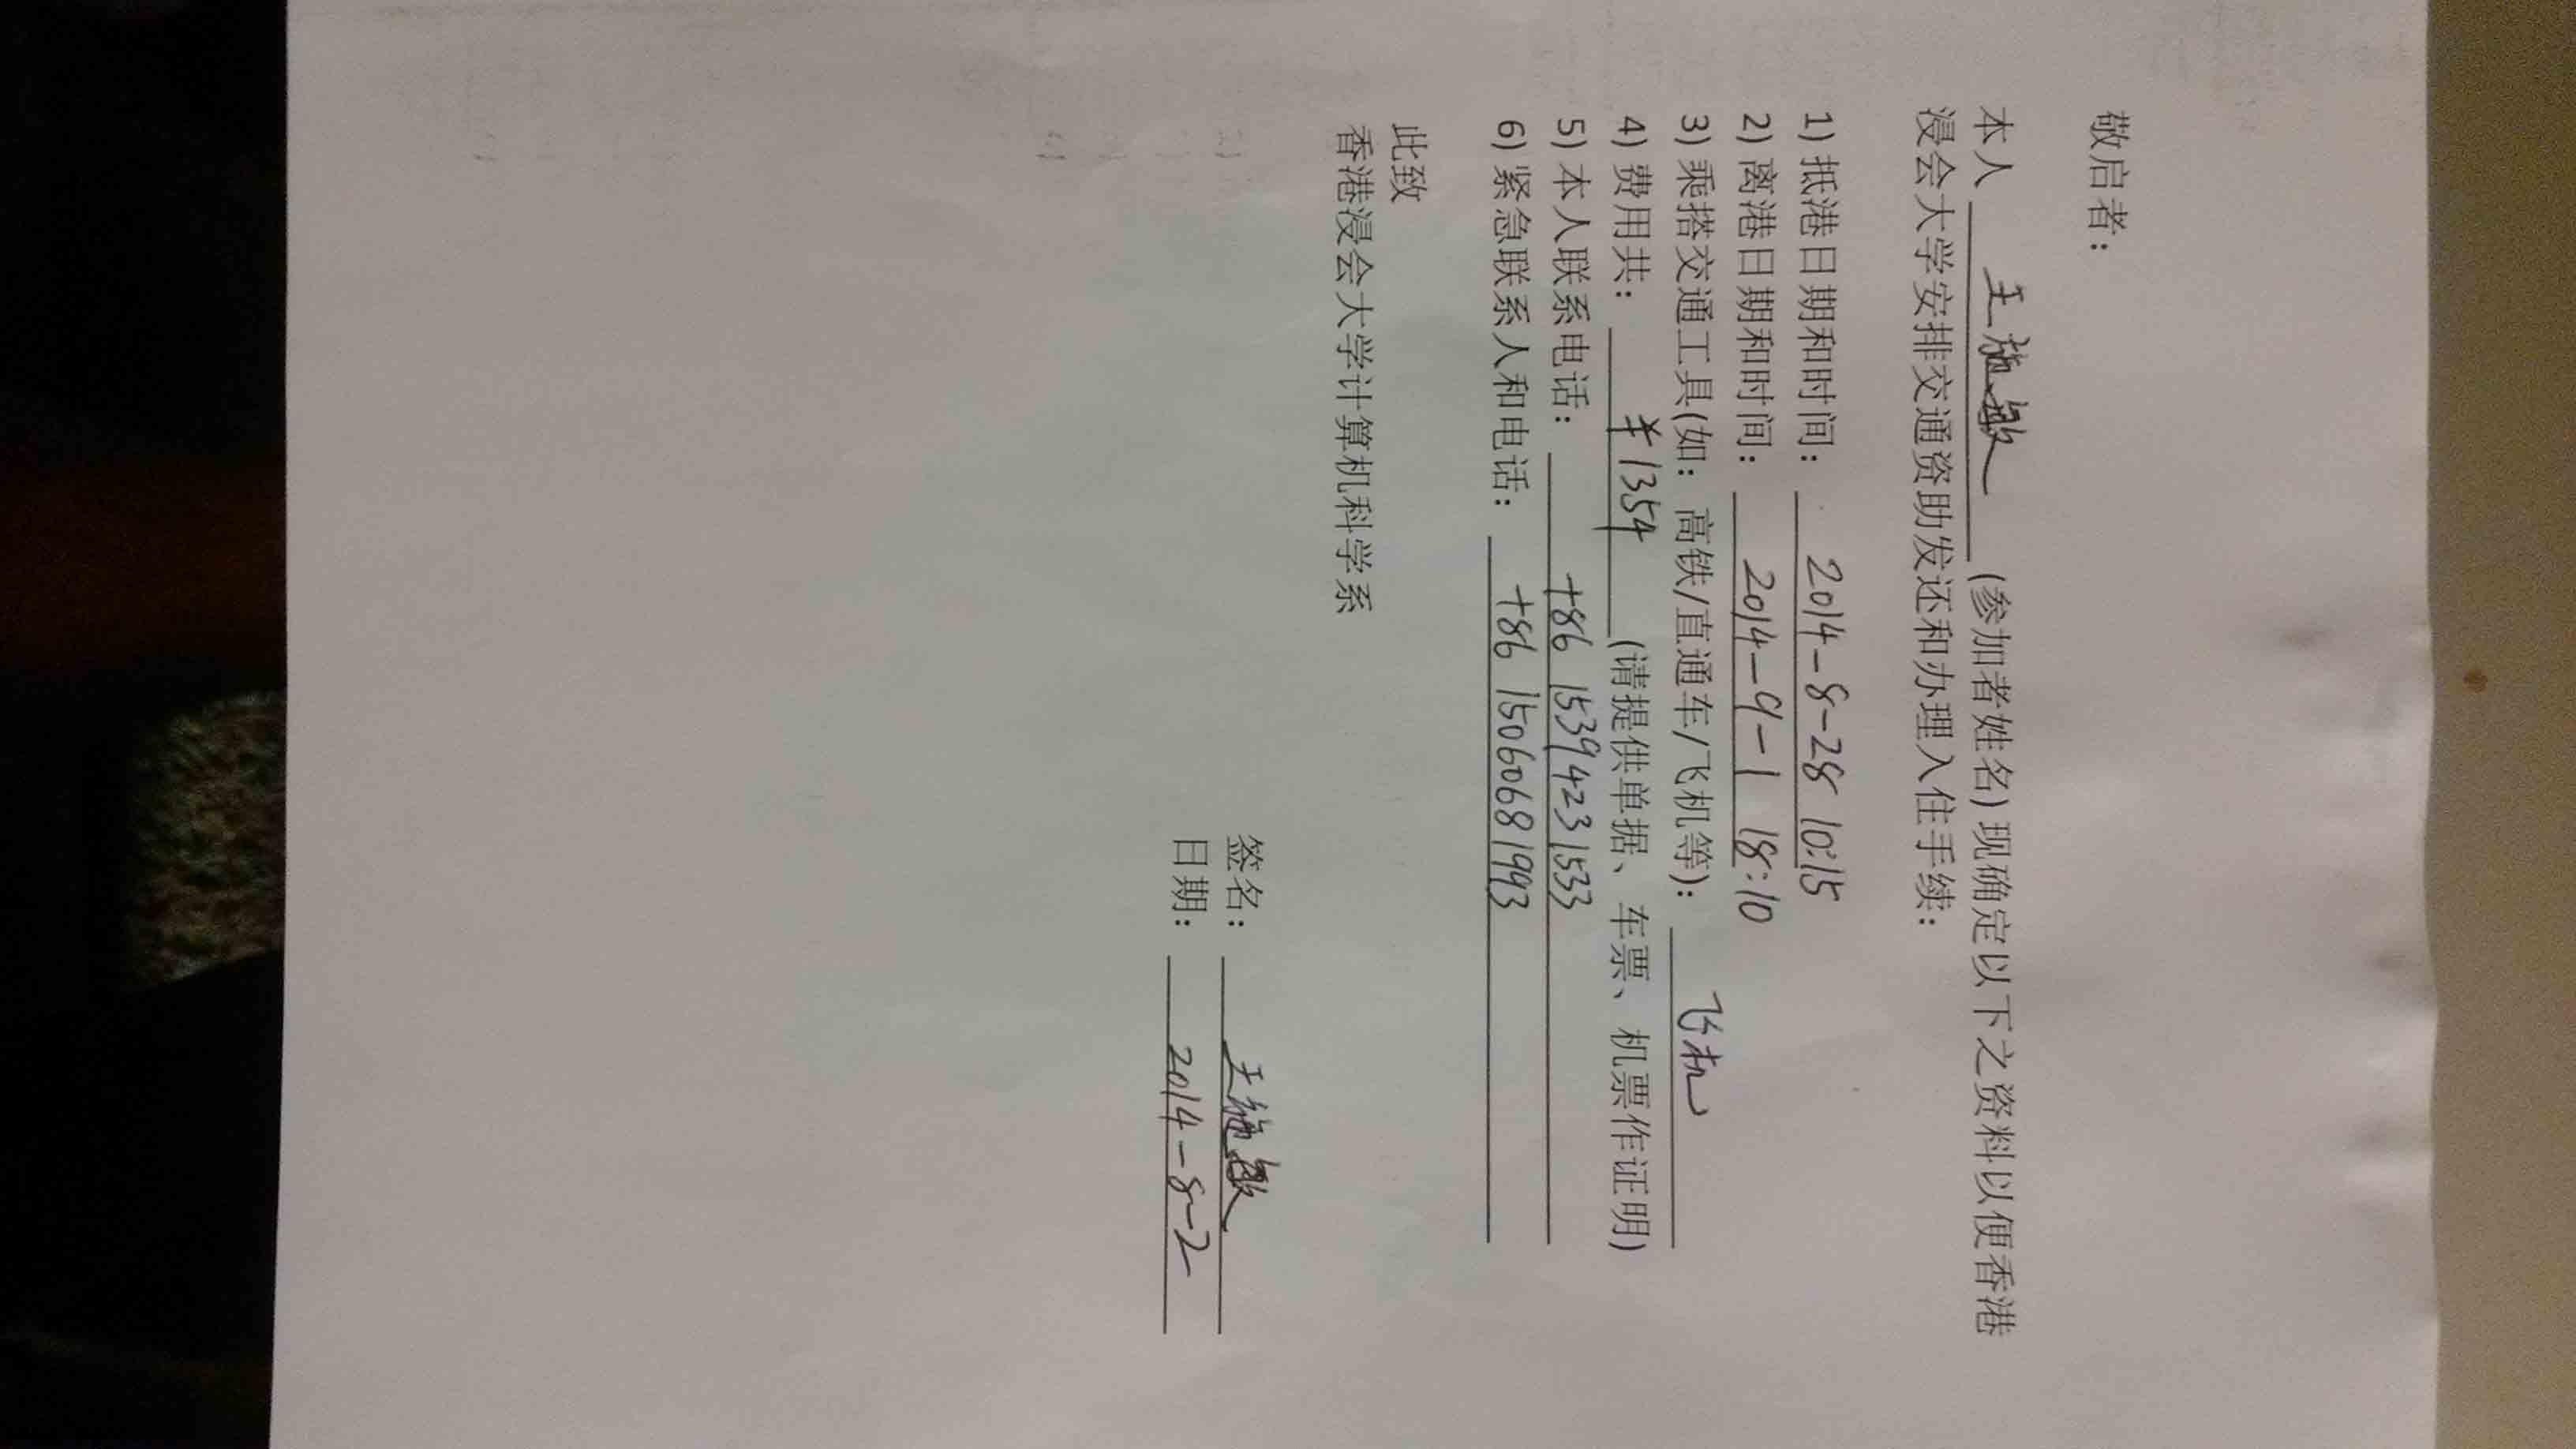 敬启者：
本人 王施敏 (参加者姓名) 现确定以下之资料以便香港
浸会大学安排交通资助发还和办理入住手续：
1) 抵港日期和时间： 2014-8-28 10:15
2) 离港日期和时间： 2014-9-1 18:10
3) 乘搭交通工具(如：高铁/直通车/飞机等)： 飞机
4) 费用共： ¥1354 (请提供单据、车票、机票作证明)
5) 本人联系电话： +86 15394231533
6) 紧急联系人和电话： +86 15060681993
此致
香港浸会大学计算机科学系
签名： 王施敏
日期： 2014-8-2